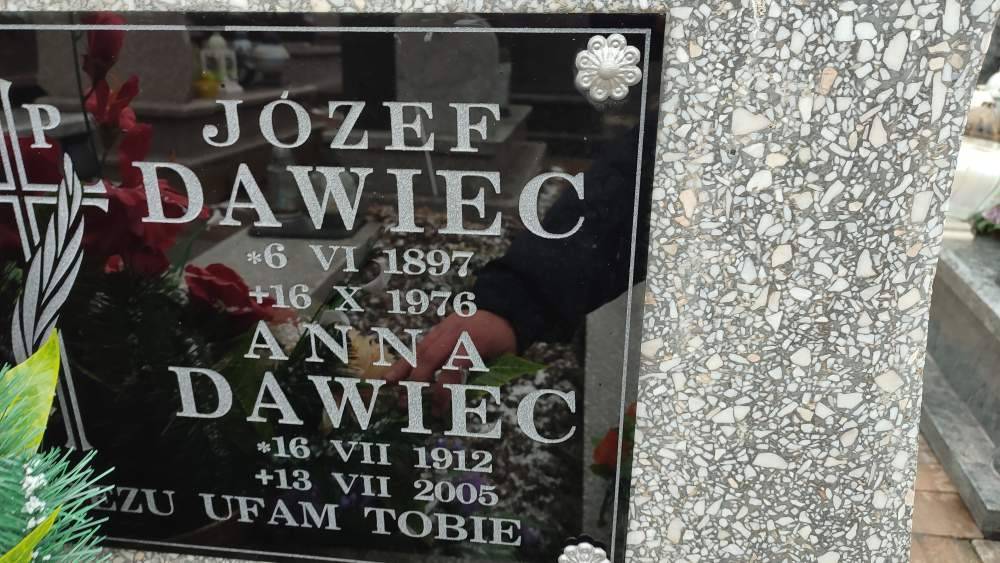 P
JÓZEF
DAWIEC
*6 VI 1897
+16 X 1976
ANNA
DAWIEC
*16 VII 1912
+13 VII 2005
EZU UFAM TOBIE